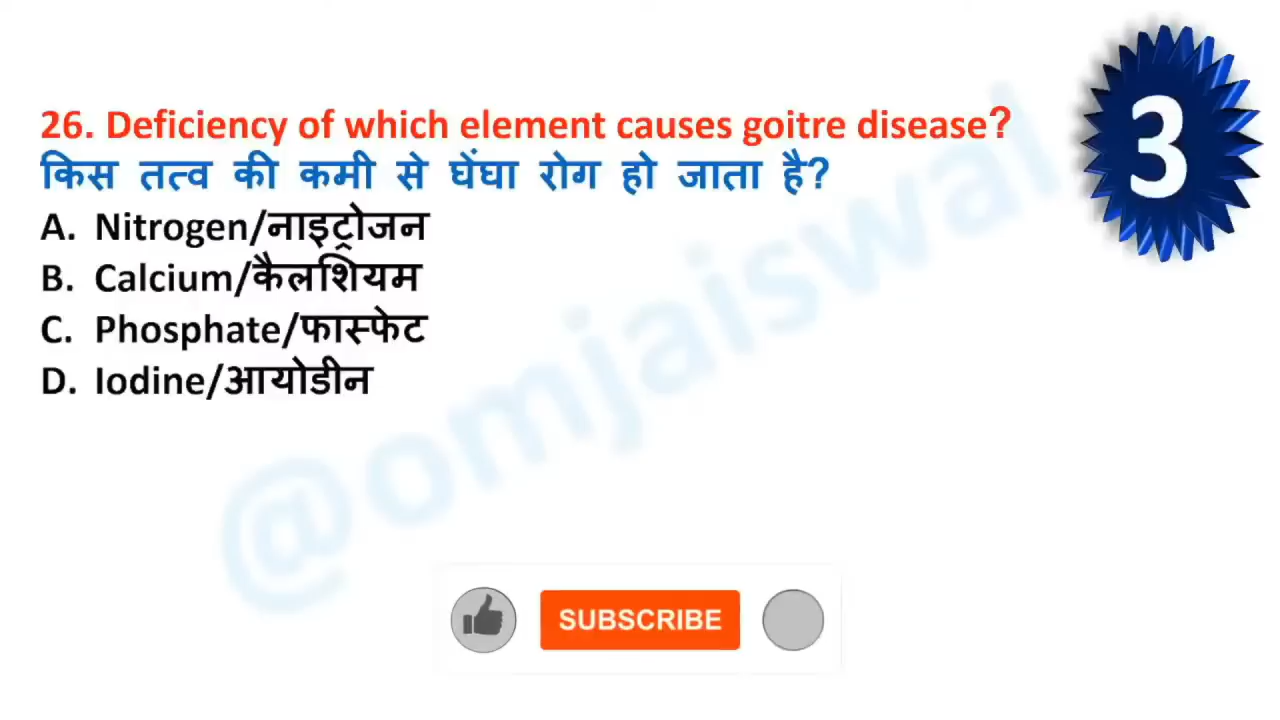 3
26. Deficiency of which element causes goitre disease?
किस तत्व की कमी से घेंघा रोग हो जाता है?
A. Nitrogen/नाइट्रोजन
B. Calcium/कैलशियम
C. Phosphate/फास्फेट
D. Iodine/आयोडीन
@omjaiswal
SUBSCRIBE